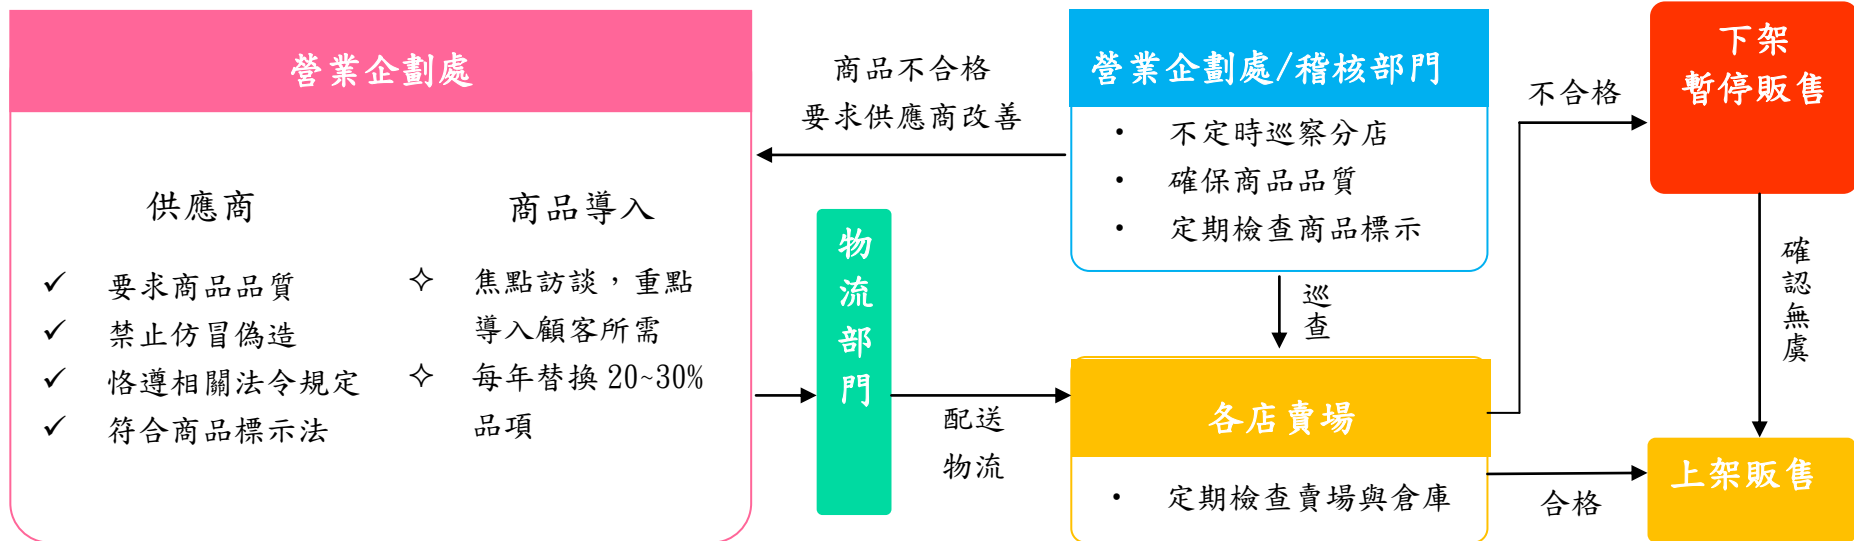 營業企劃處
供應商
✓ 要求商品品質
✓ 禁止仿冒偽造
✓ 恪遵相關法令規定
✓ 符合商品標示法
商品導入
✧ 焦點訪談，重點
導入顧客所需
✧ 每年替換 20~30%
品項
商品不合格
要求供應商改善
物流部門
配送
物流
營業企劃處/稽核部門
• 不定時巡察分店
• 確保商品品質
• 定期檢查商品標示
巡查
各店賣場
• 定期檢查賣場與倉庫
不合格
合格
下架
暫停販售
確認無虞
上架販售